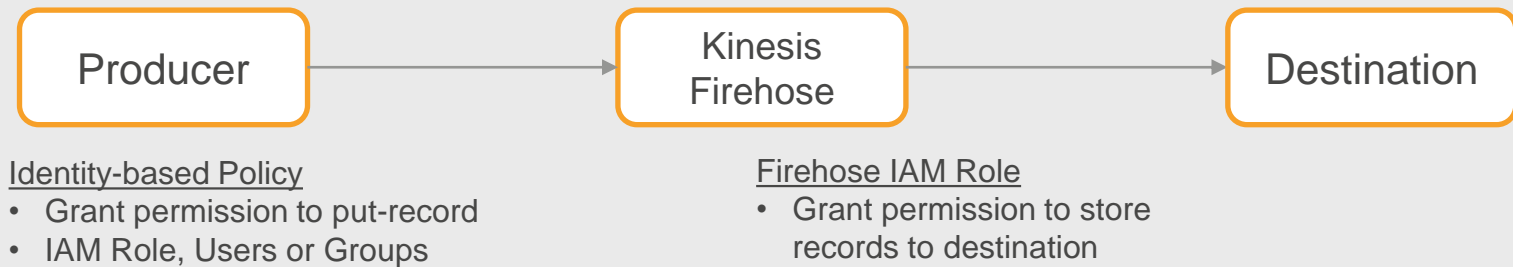 Producer
Kinesis
Firehose
Destination
Identity-based Policy
• Grant permission to put-record
• IAM Role, Users or Groups
Firehose IAM Role
• Grant permission to store
records to destination